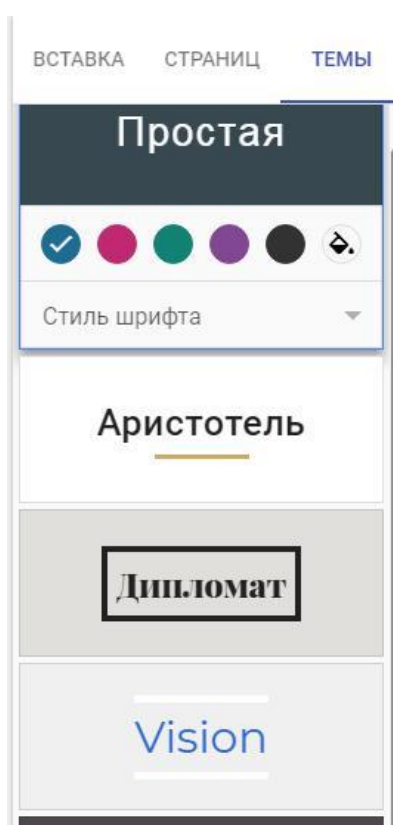 ВСТАВКА СТРАНИЦ ТЕМЫ
Простая
Стиль шрифта
Аристотель
Дипломат
Vision